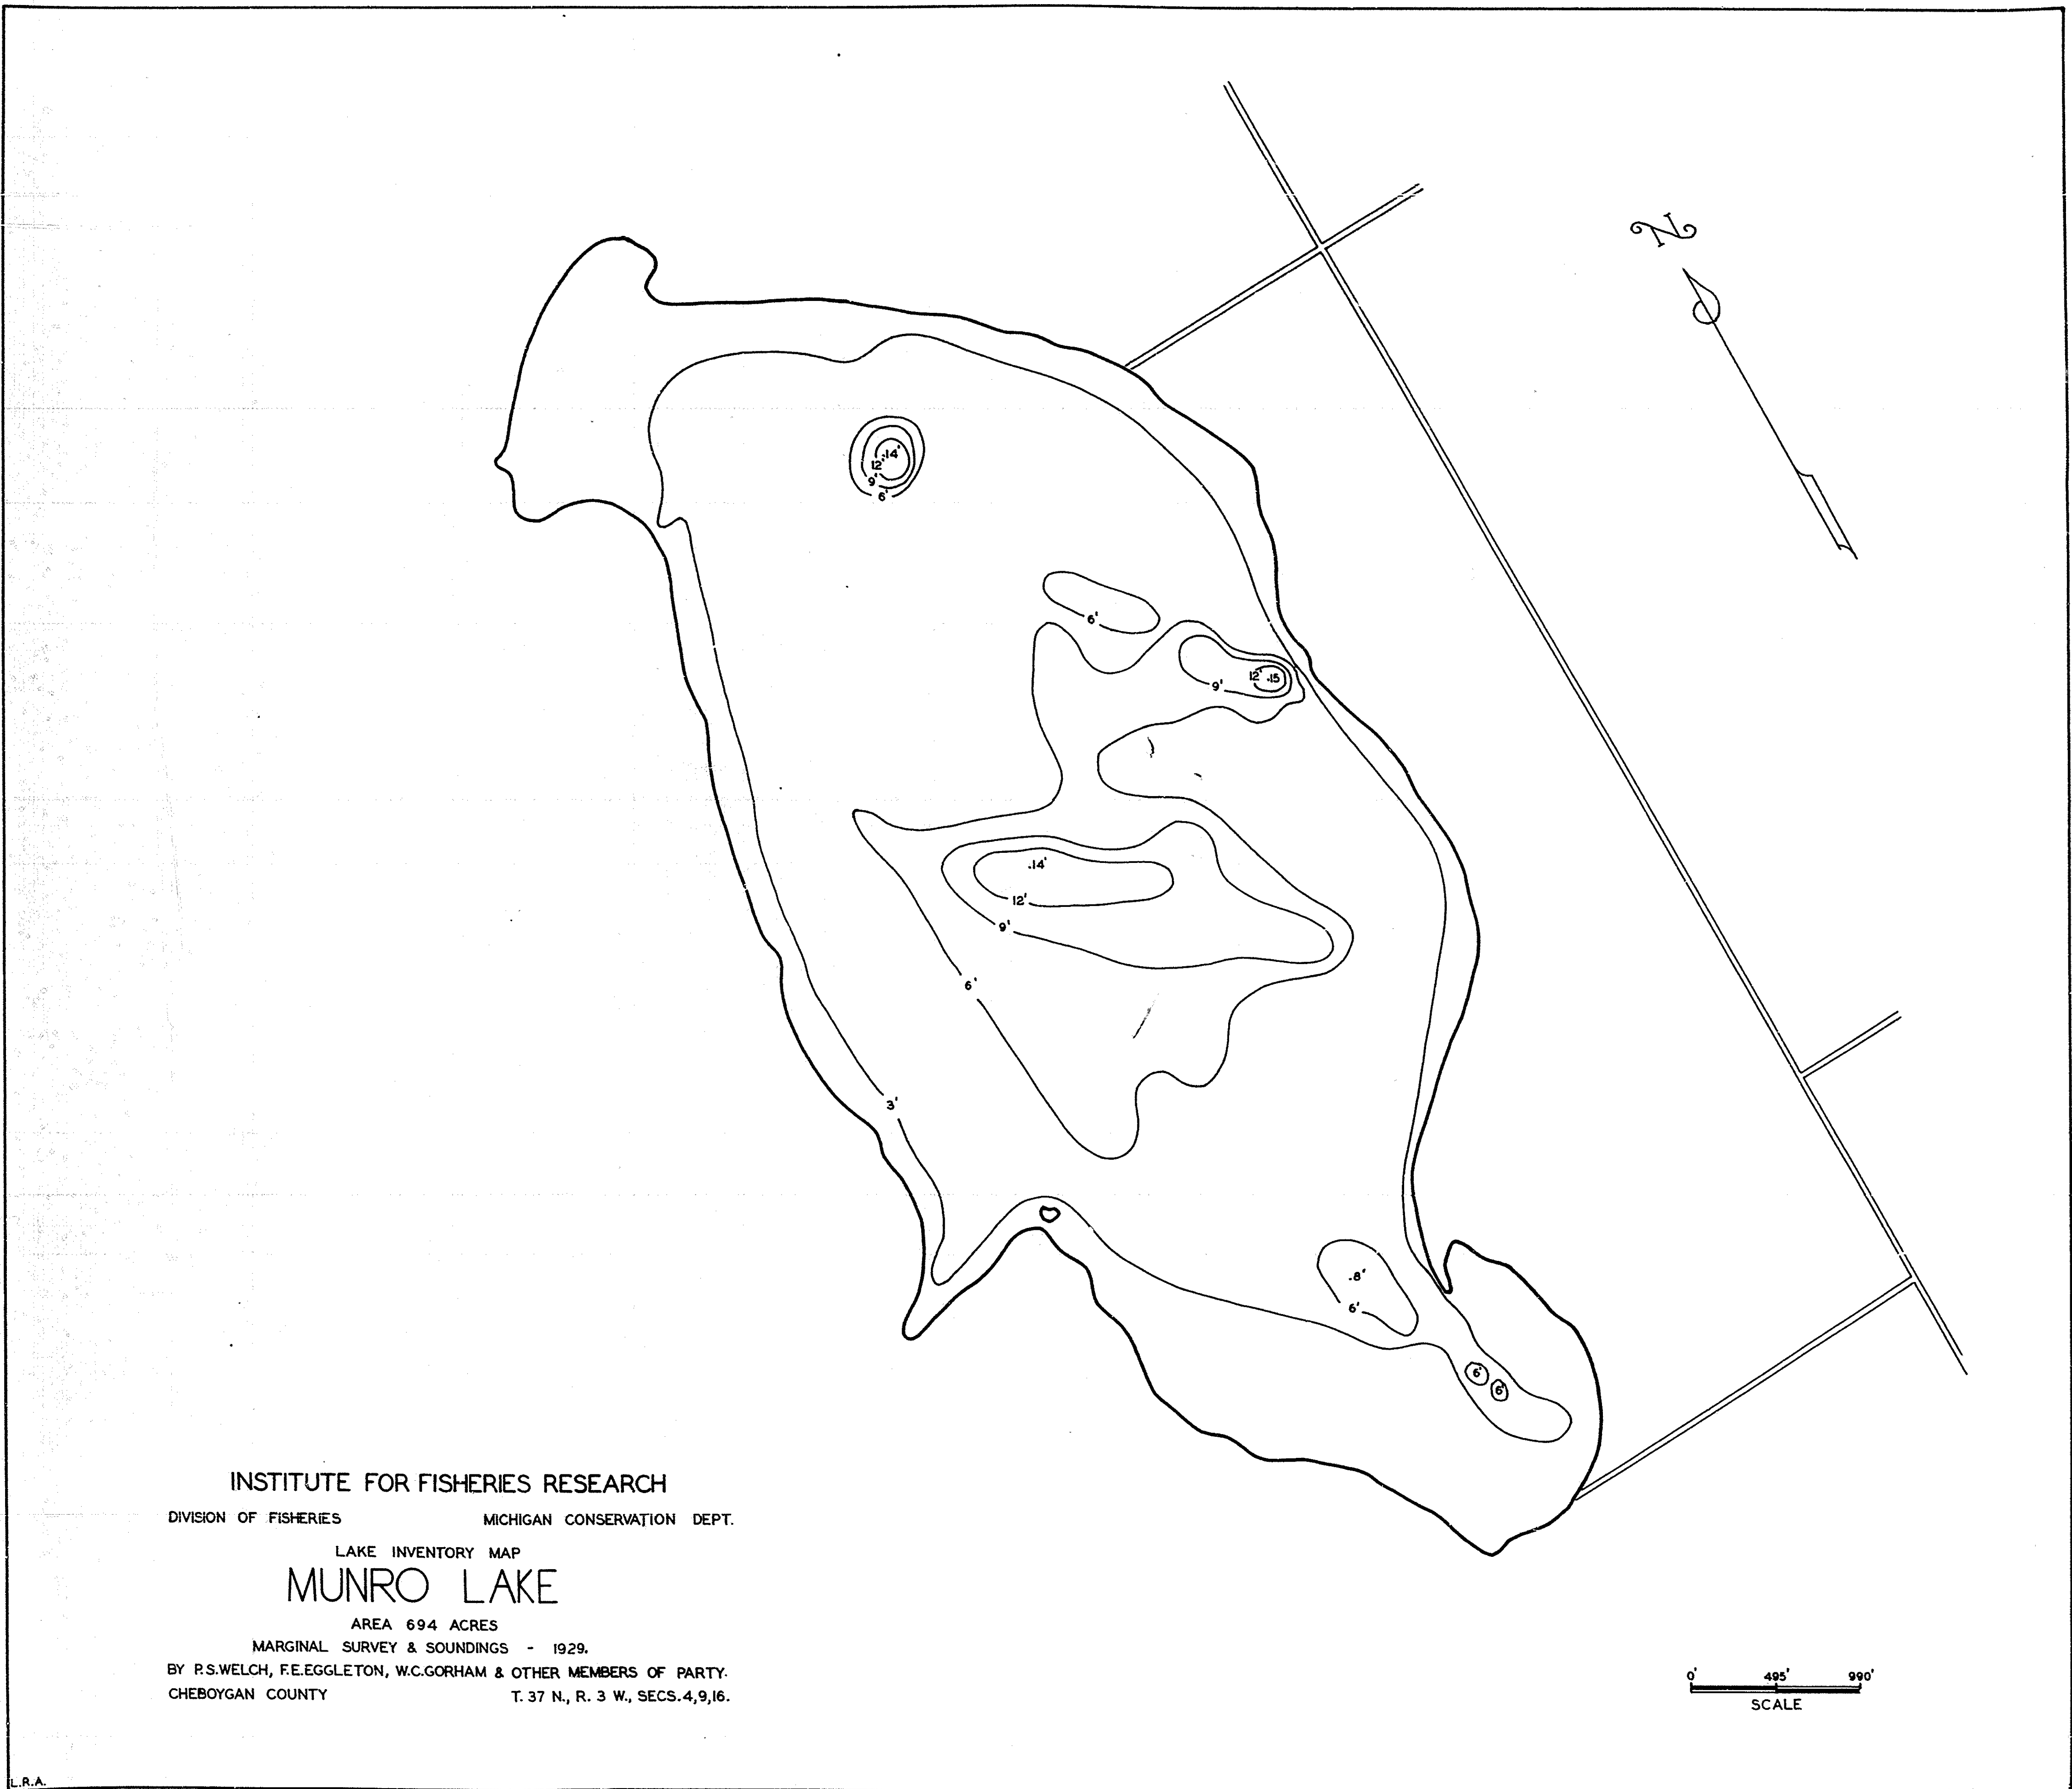 N
.14'
12'
9'
6'
6'
12' .15
9'
.14'
12'
9'
6'
3'
.8'
6'
6'
6'
INSTITUTE FOR FISHERIES RESEARCH
DIVISION OF FISHERIES MICHIGAN CONSERVATION DEPT.
LAKE INVENTORY MAP
MUNRO LAKE
AREA 694 ACRES
MARGINAL SURVEY & SOUNDINGS - 1929.
BY P.S.WELCH, F.E.EGGLETON, W.C.GORHAM & OTHER MEMBERS OF PARTY.
CHEBOYGAN COUNTY T. 37 N., R. 3 W., SECS. 4,9,16.
0' 495' 990'
SCALE
L.R.A.